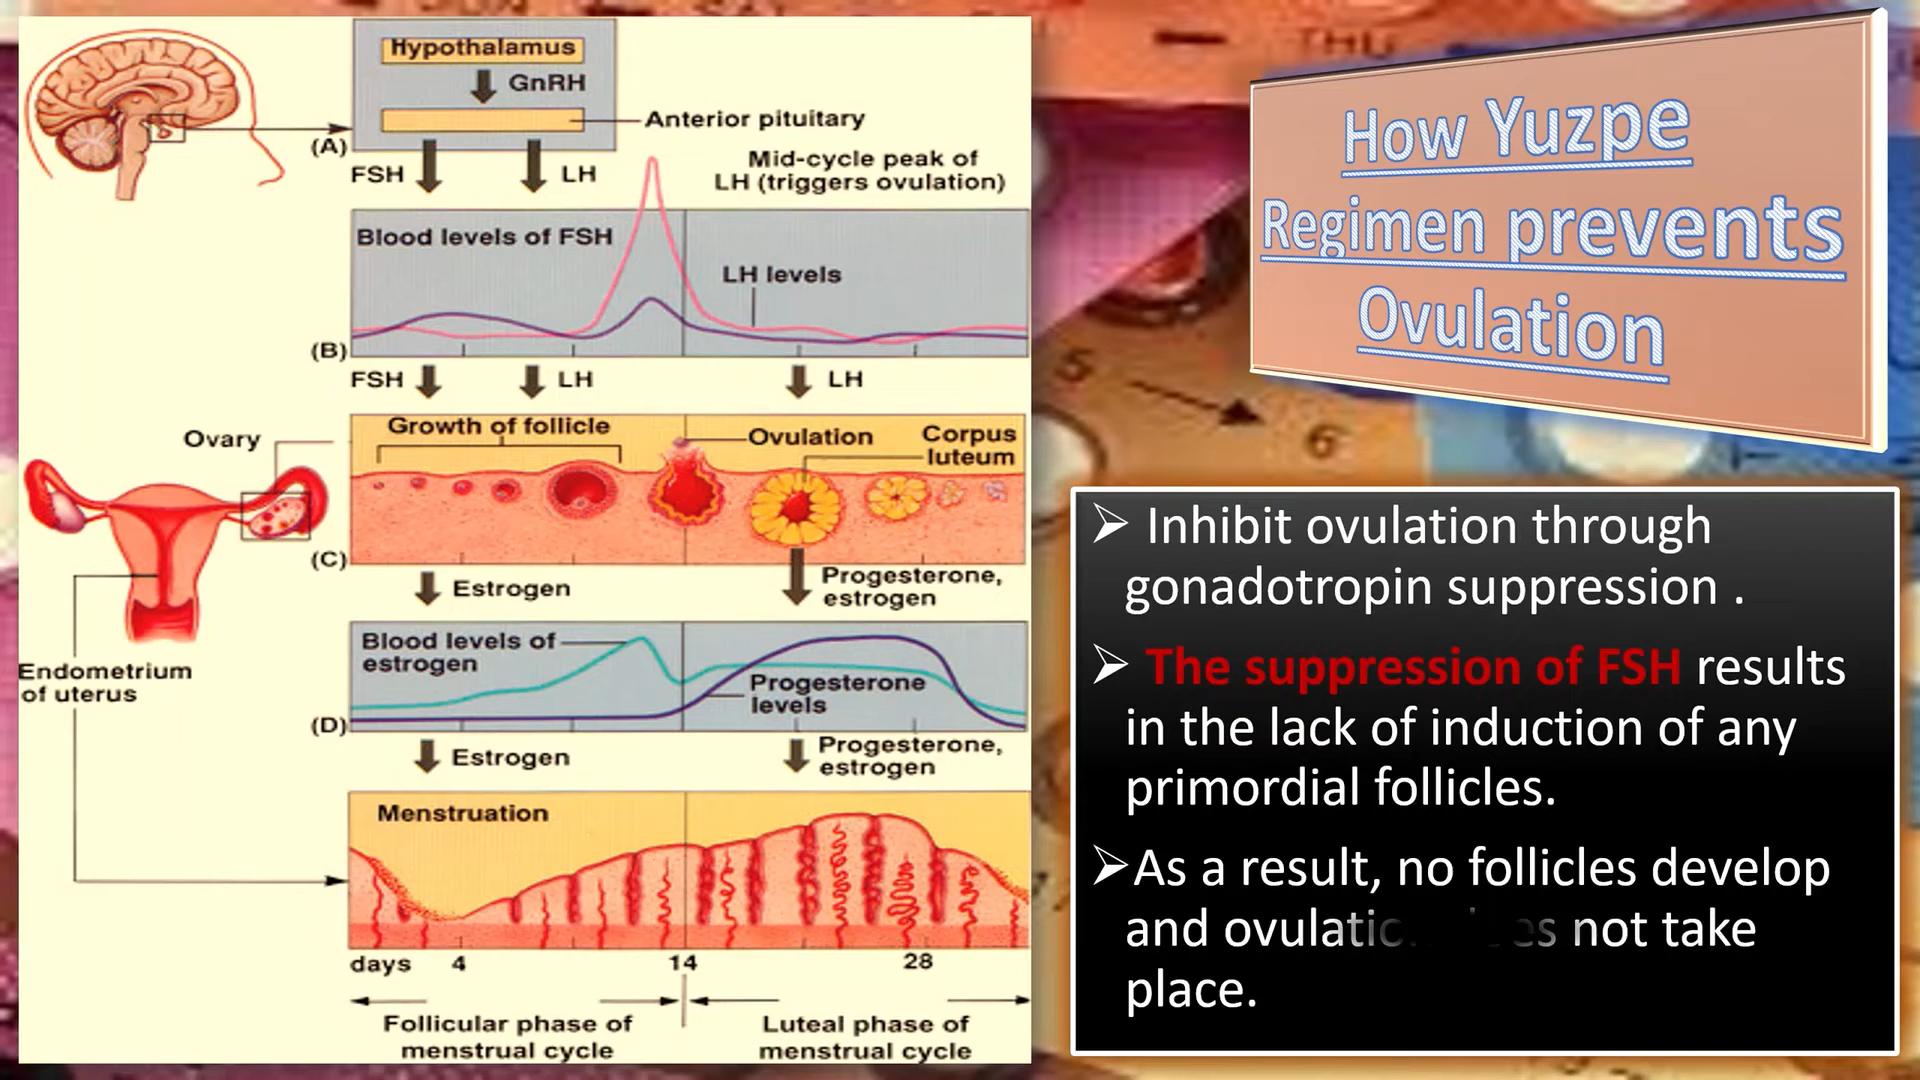 Hypothalamus
GnRH
Anterior pituitary
(A)
FSH
LH
Mid-cycle peak of
LH (triggers ovulation)
Blood levels of FSH
LH levels
(B)
FSH
LH
LH
Ovary
Growth of follicle
Ovulation
Corpus
luteum
(C)
Estrogen
Progesterone,
estrogen
Blood levels of
estrogen
Progesterone
levels
Endometrium
of uterus
(D)
Estrogen
Progesterone,
estrogen
Menstruation
days 4 14 28
Follicular phase of
menstrual cycle
Luteal phase of
menstrual cycle
THU
5
6
How Yuzpe
Regimen prevents
Ovulation
➢ Inhibit ovulation through
gonadotropin suppression .
➢ The suppression of FSH results
in the lack of induction of any
primordial follicles.
➢As a result, no follicles develop
and not take
place.